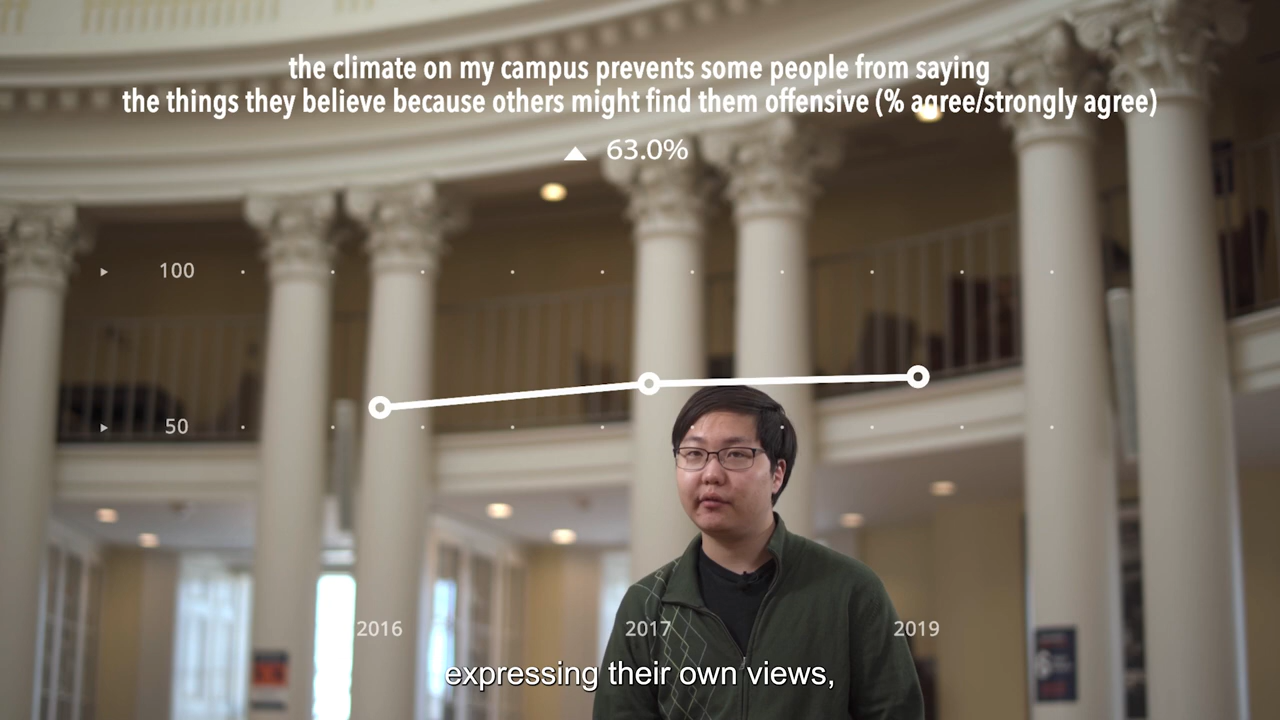 the climate on my campus prevents some people from saying
the things they believe because others might find them offensive (% agree/strongly agree)
▲ 63.0%
100
50
2016 2017 2019
expressing their own views,